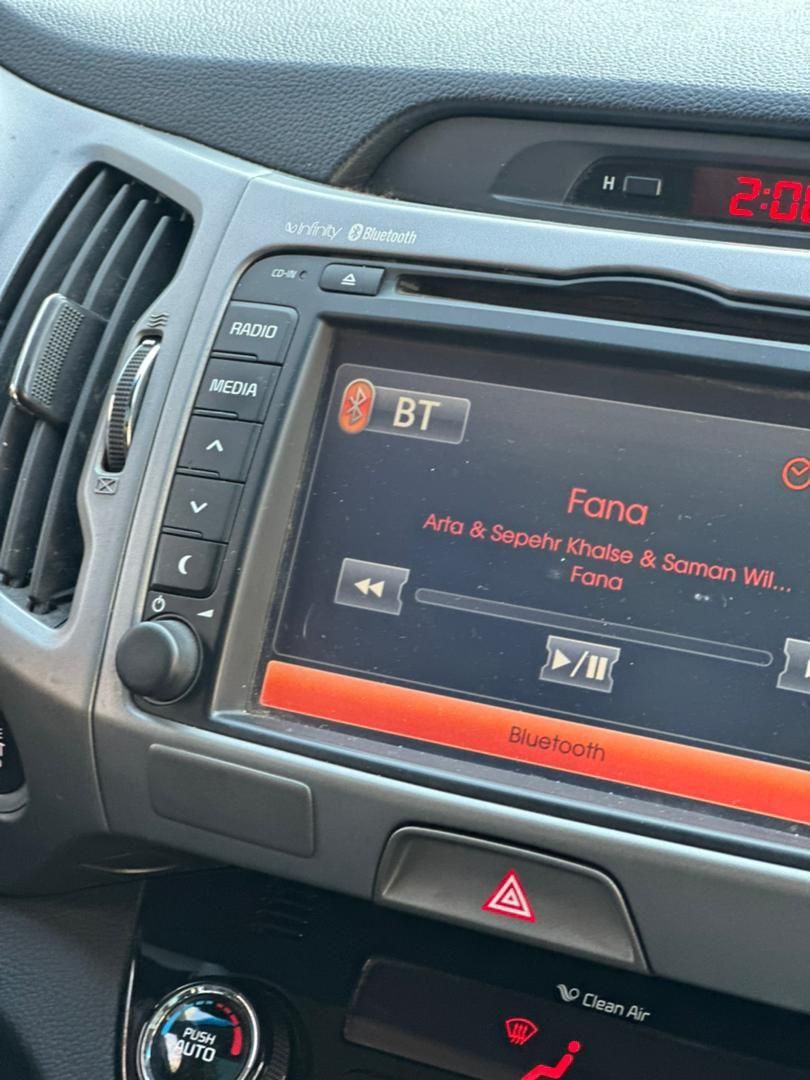 H
2:0
infinity Bluetooth
CD-IN
RADIO
MEDIA
BT
Fana
Arta & Sepehr Khalse & Saman Wil...
Fana
Bluetooth
Clean Air
PUSH
AUTO